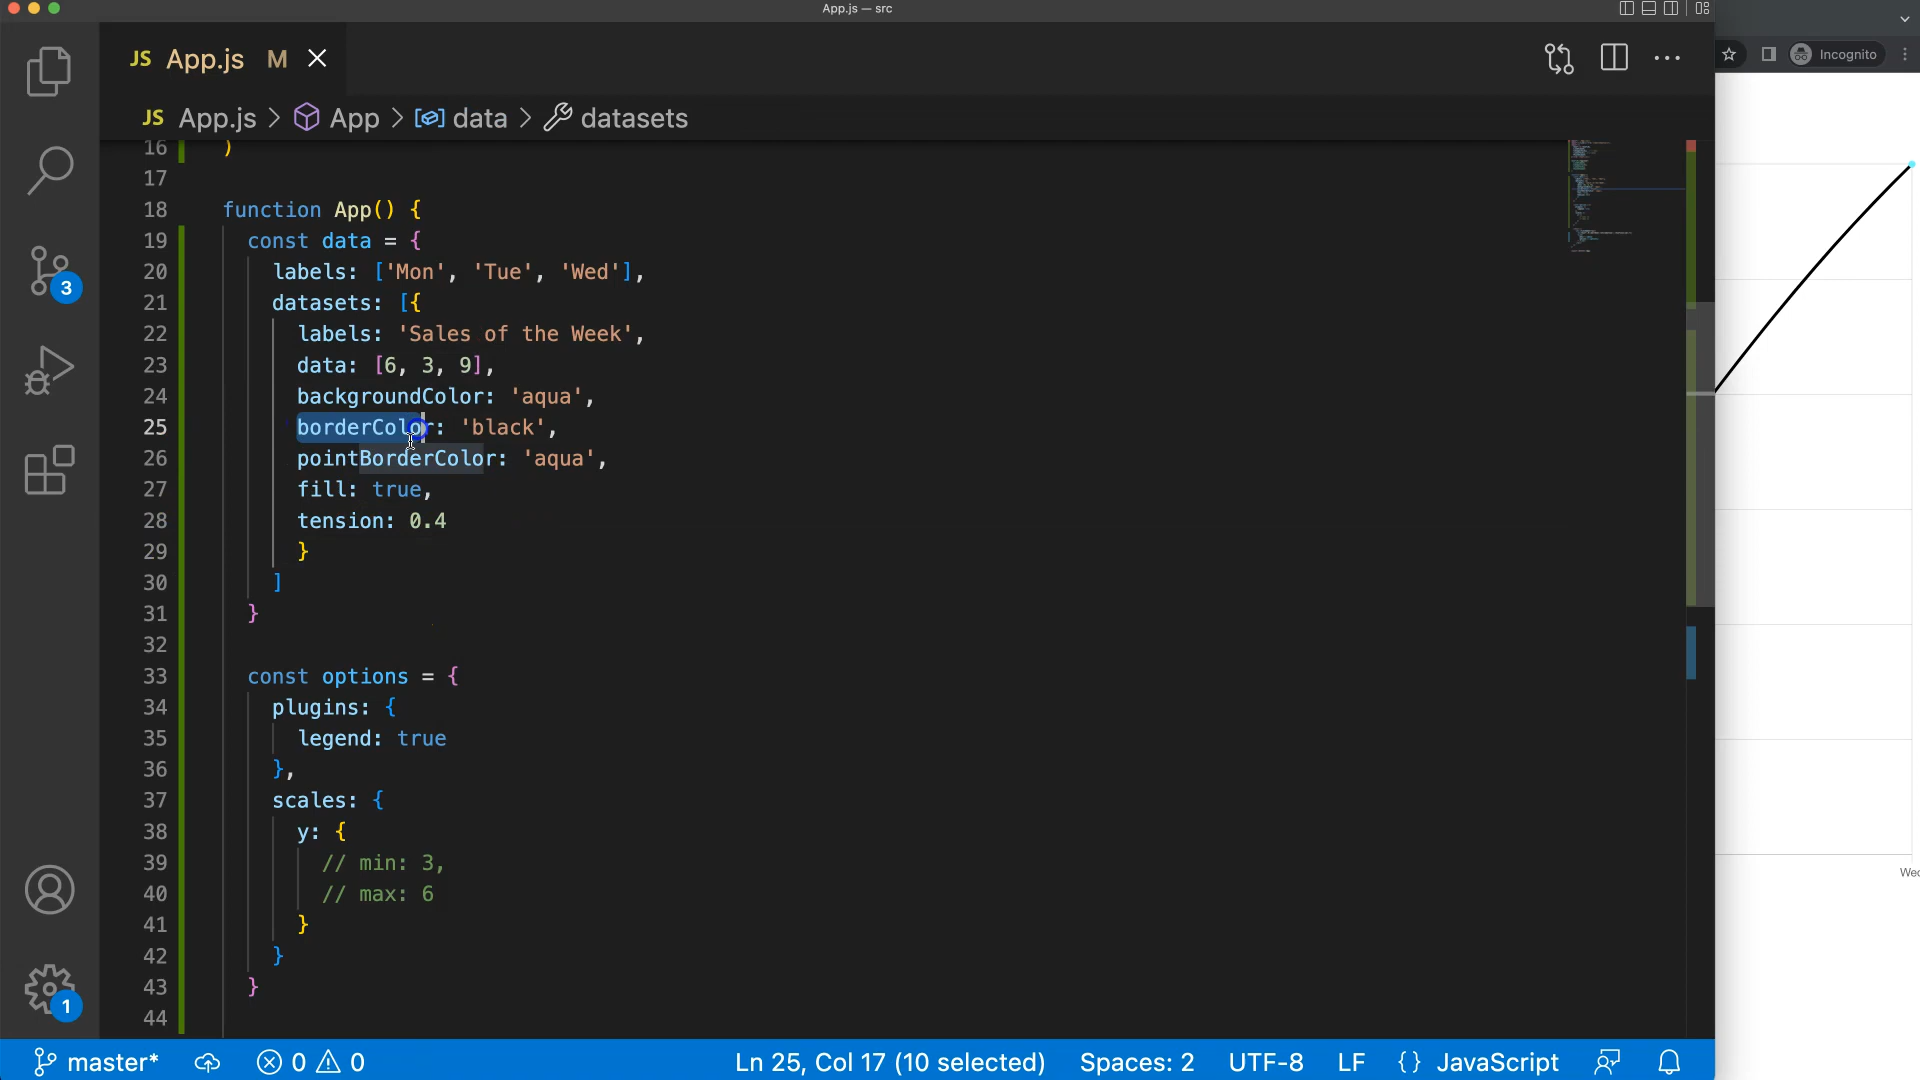 App.js — src
JS App.js M
Incognito
JS App.js > App > data > datasets
16 )
17
18 function App() {
19 const data = {
20 labels: ['Mon', 'Tue', 'Wed'],
21 datasets: [{
22 labels: 'Sales of the Week',
23 data: [6, 3, 9],
24 backgroundColor: 'aqua',
25 borderColor: 'black',
26 pointBorderColor: 'aqua',
27 fill: true,
28 tension: 0.4
29 }
30 ]
31 }
32
33 const options = {
34 plugins: {
35 legend: true
36 },
37 scales: {
38 y: {
39 // min: 3,
40 // max: 6
41 }
42 }
43 }
44
3
1
Wed
master* 0 0 Ln 25, Col 17 (10 selected) Spaces: 2 UTF-8 LF {} JavaScript